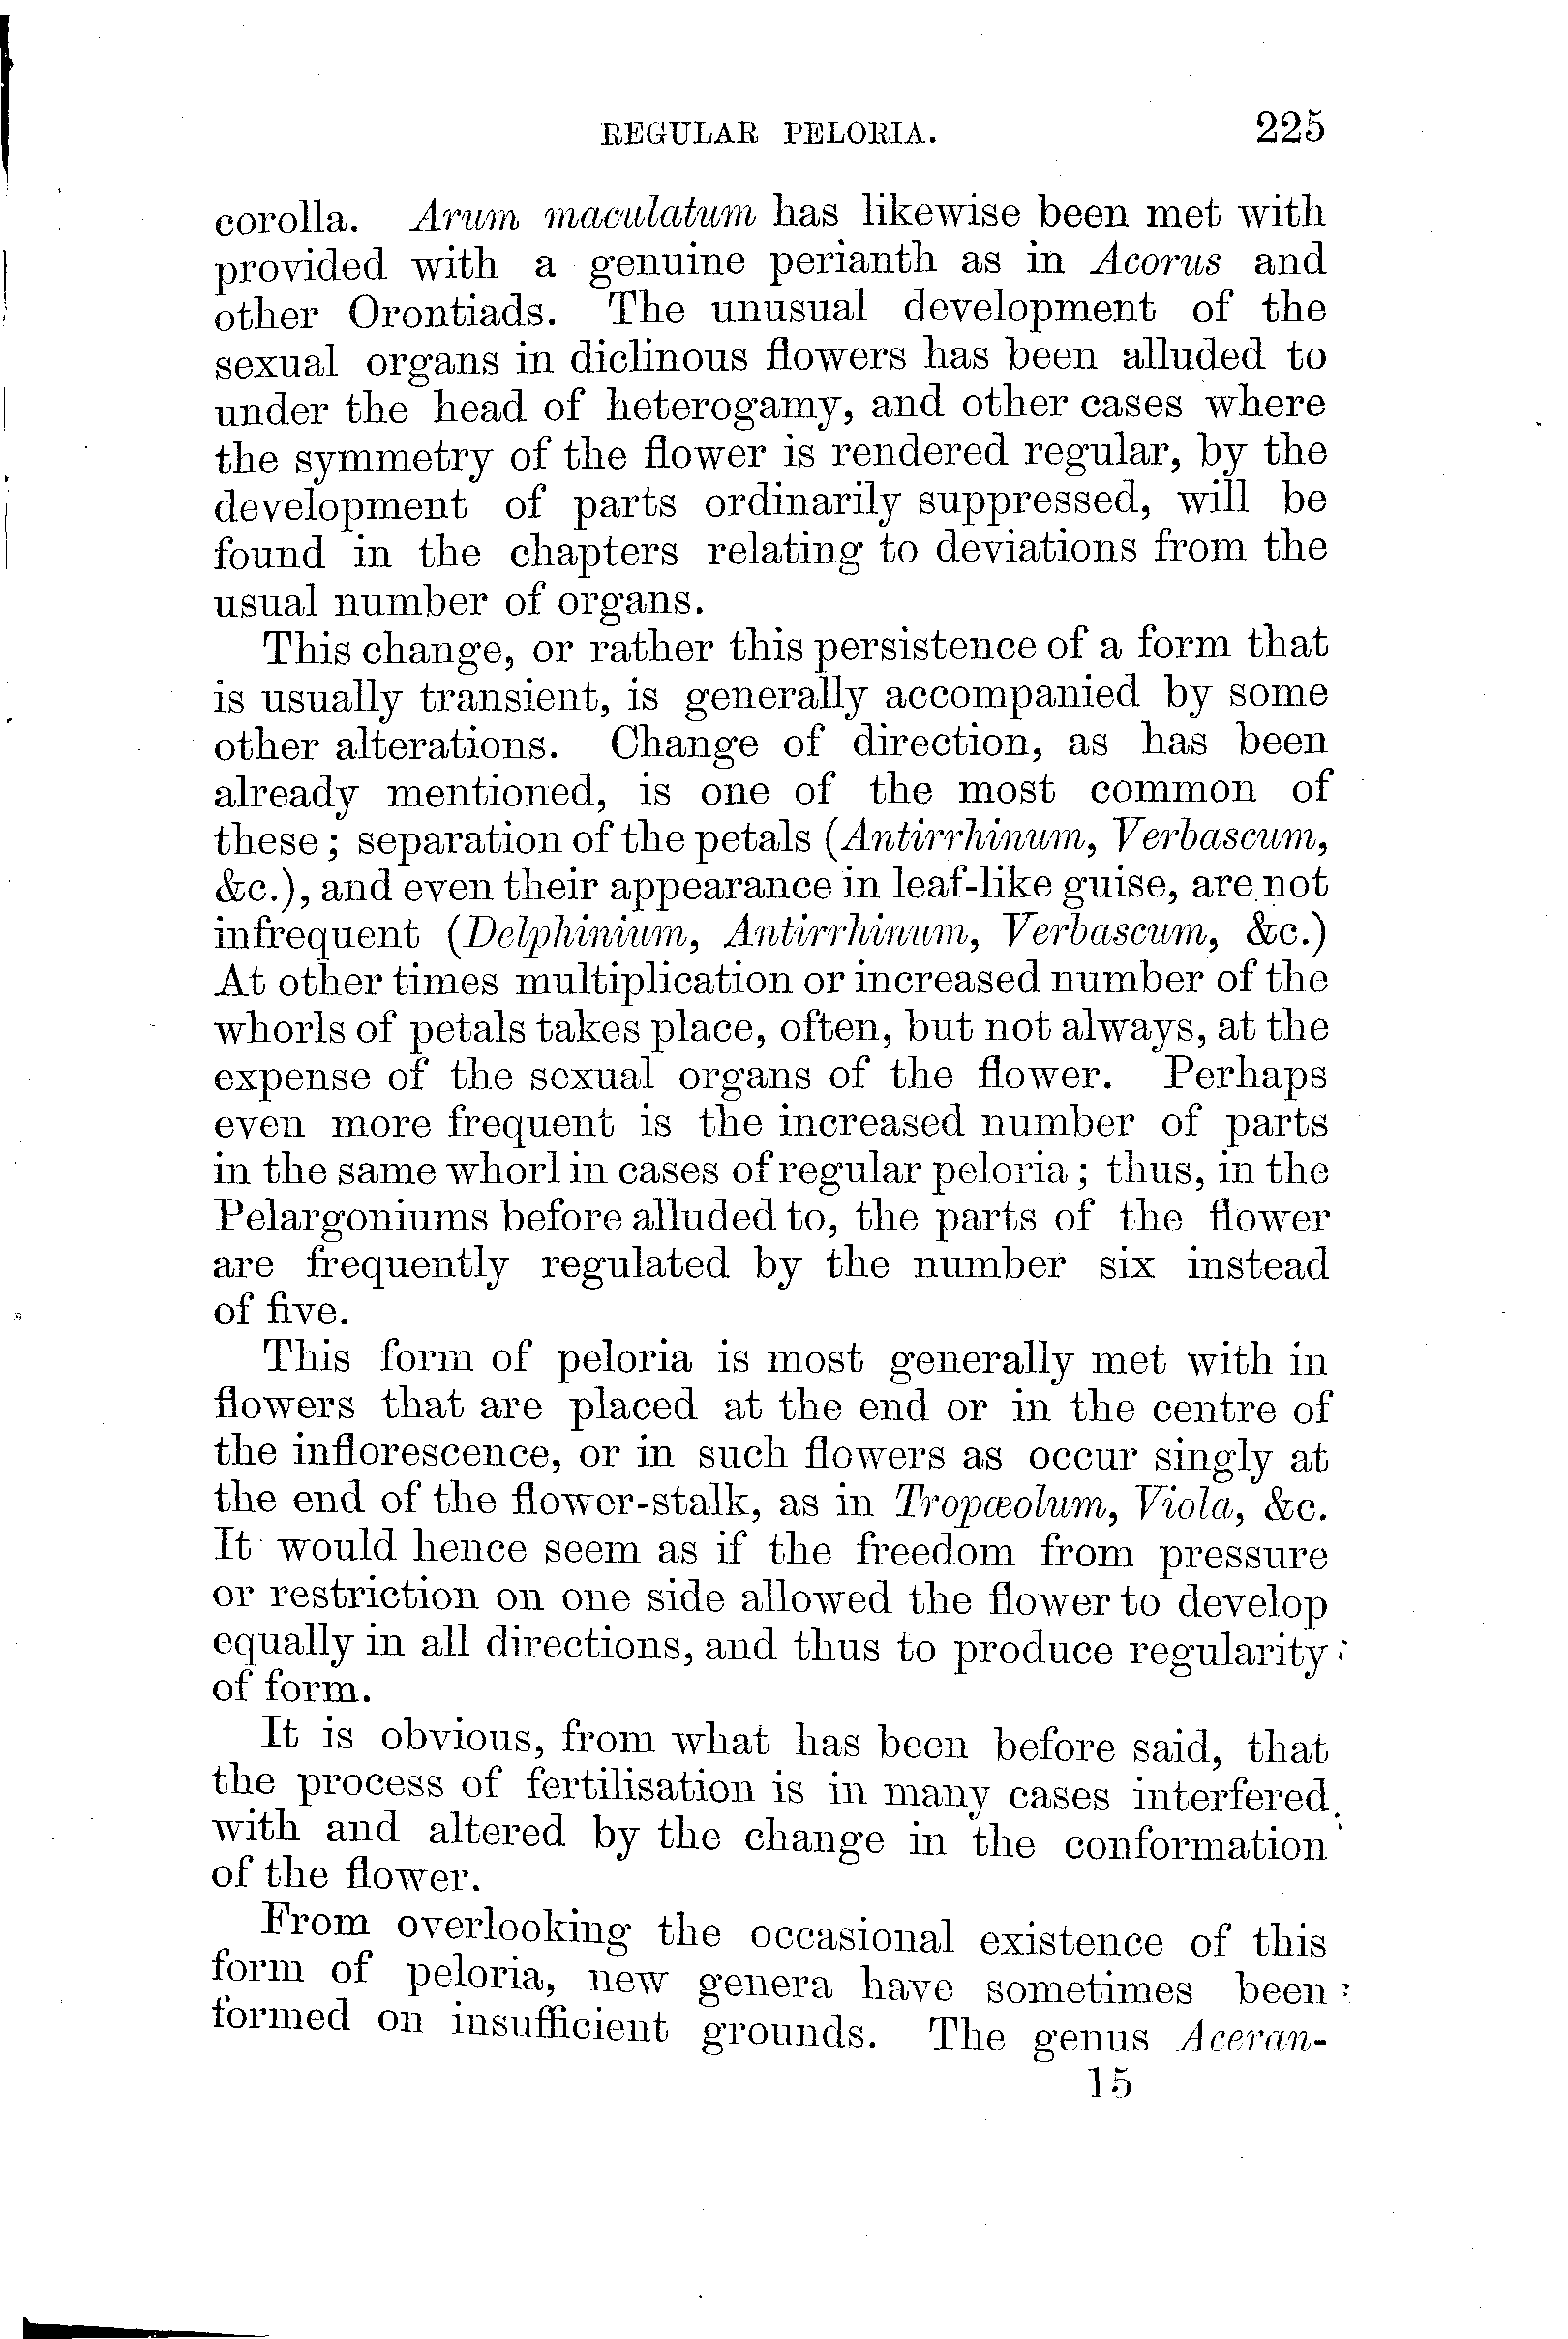 REGULAR PELORIA. 225
corolla. Arum maculatum has likewise been met with
provided with a genuine perianth as in Acorus and
other Orontiads. The unusual development of the
sexual organs in diclinous flowers has been alluded to
under the head of heterogamy, and other cases where
the symmetry of the flower is rendered regular, by the
development of parts ordinarily suppressed, will be
found in the chapters relating to deviations from the
usual number of organs.
This change, or rather this persistence of a form that
is usually transient, is generally accompanied by some
other alterations. Change of direction, as has been
already mentioned, is one of the most common of
these; separation of the petals (Antirrhinum, Verbascum,
&c.), and even their appearance in leaf-like guise, are not
infrequent (Delphinium, Antirrhinum, Verbascum, &c.)
At other times multiplication or increased number of the
whorls of petals takes place, often, but not always, at the
expense of the sexual organs of the flower. Perhaps
even more frequent is the increased number of parts
in the same whorl in cases of regular peloria; thus, in the
Pelargoniums before alluded to, the parts of the flower
are frequently regulated by the number six instead
of five.
This form of peloria is most generally met with in
flowers that are placed at the end or in the centre of
the inflorescence, or in such flowers as occur singly at
the end of the flower-stalk, as in Tropæolum, Viola, &c.
It would hence seem as if the freedom from pressure
or restriction on one side allowed the flower to develop
equally in all directions, and thus to produce regularity
of form.
It is obvious, from what has been before said, that
the process of fertilisation is in many cases interfered
with and altered by the change in the conformation
of the flower.
From overlooking the occasional existence of this
form of peloria, new genera have sometimes been
formed on insufficient grounds. The genus Aceran-
15